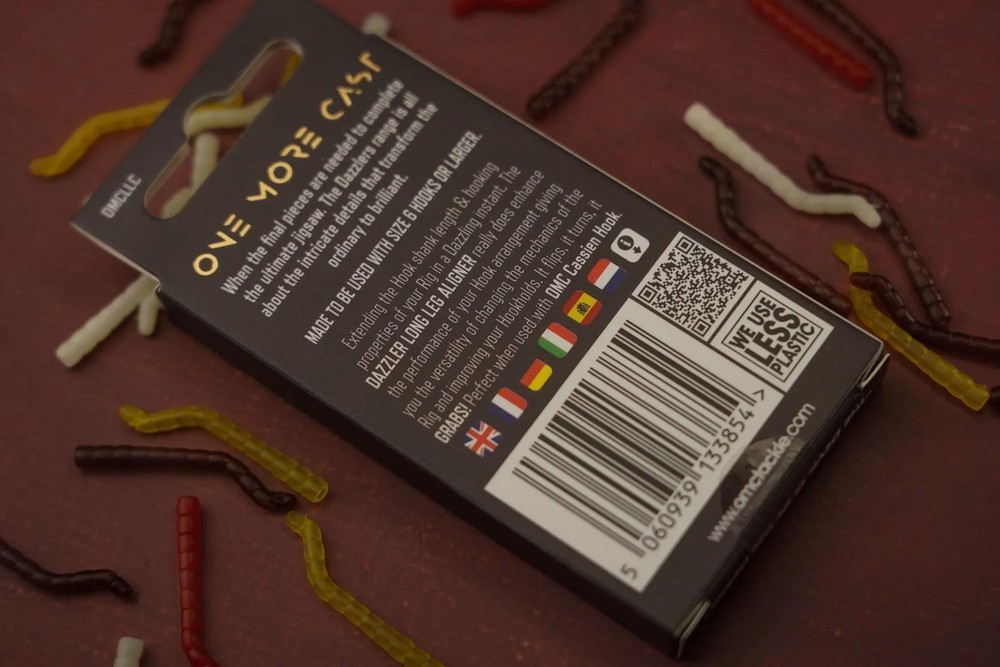 OMCLLC
ONE MORE CAST
When the final pieces are needed to complete
the ultimate jigsaw. The Dazzlers range is all
about the intricate details that transform the
ordinary to brilliant.
MADE TO BE USED WITH SIZE 6 HOOKS OR LARGER.
Extending the Hook shank length & hooking
properties of your Rig in a Dazzling instant. The
DAZZLER LONG LEG ALIGNER really does enhance
the performance of your Hook arrangement giving
you the versatility of changing the mechanics of the
Rig and improving your Hookholds. It flips, it turns, it
GRABS! Perfect when used with OMC Cassien Hook.
WE USE
LESS
PLASTIC!
5 060939 133854 >
www.omctackle.com